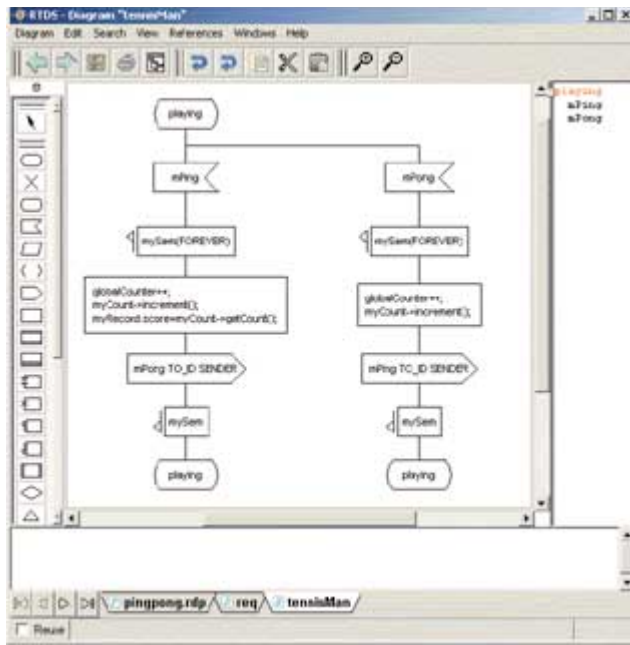 RTDS - Diagram "tennisMan"
Diagram Edit Search View References Windows Help
playing
mPing
mPong
playing
mPing
mPong
mySem(FOREVER)
mySem(FOREVER)
globalCounter++;
myCount->increment();
myRecord.score=myCount->getCount();
globalCounter++;
myCount->increment();
mPong TO_ID SENDER
mPing TO_ID SENDER
mySem
mySem
playing
playing
pingpong.rdp
req
tennisMan
Reuse